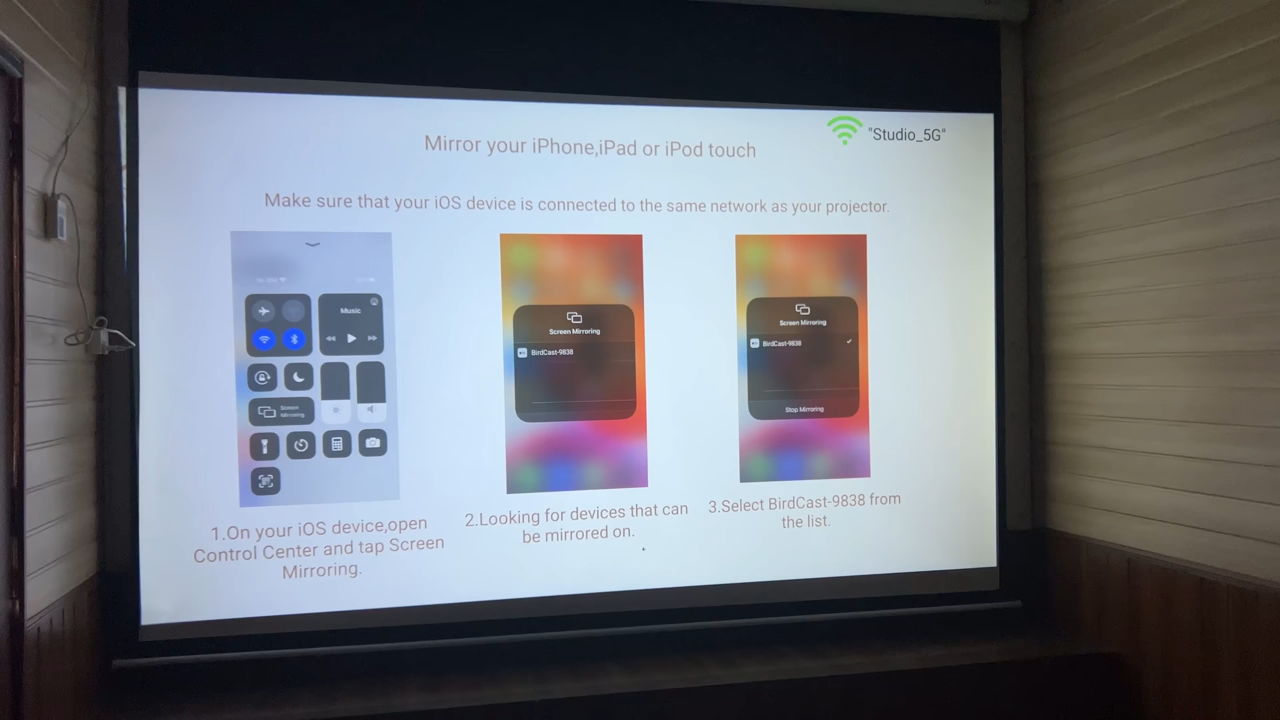 "Studio_5G"
Mirror your iPhone,iPad or iPod touch
Make sure that your iOS device is connected to the same network as your projector.
Music
Screen
Mirroring
Screen Mirroring
BirdCast-9838
Screen Mirroring
BirdCast-9838
Stop Mirroring
1.On your iOS device,open
Control Center and tap Screen
Mirroring.
2.Looking for devices that can
be mirrored on.
3.Select BirdCast-9838 from
the list.